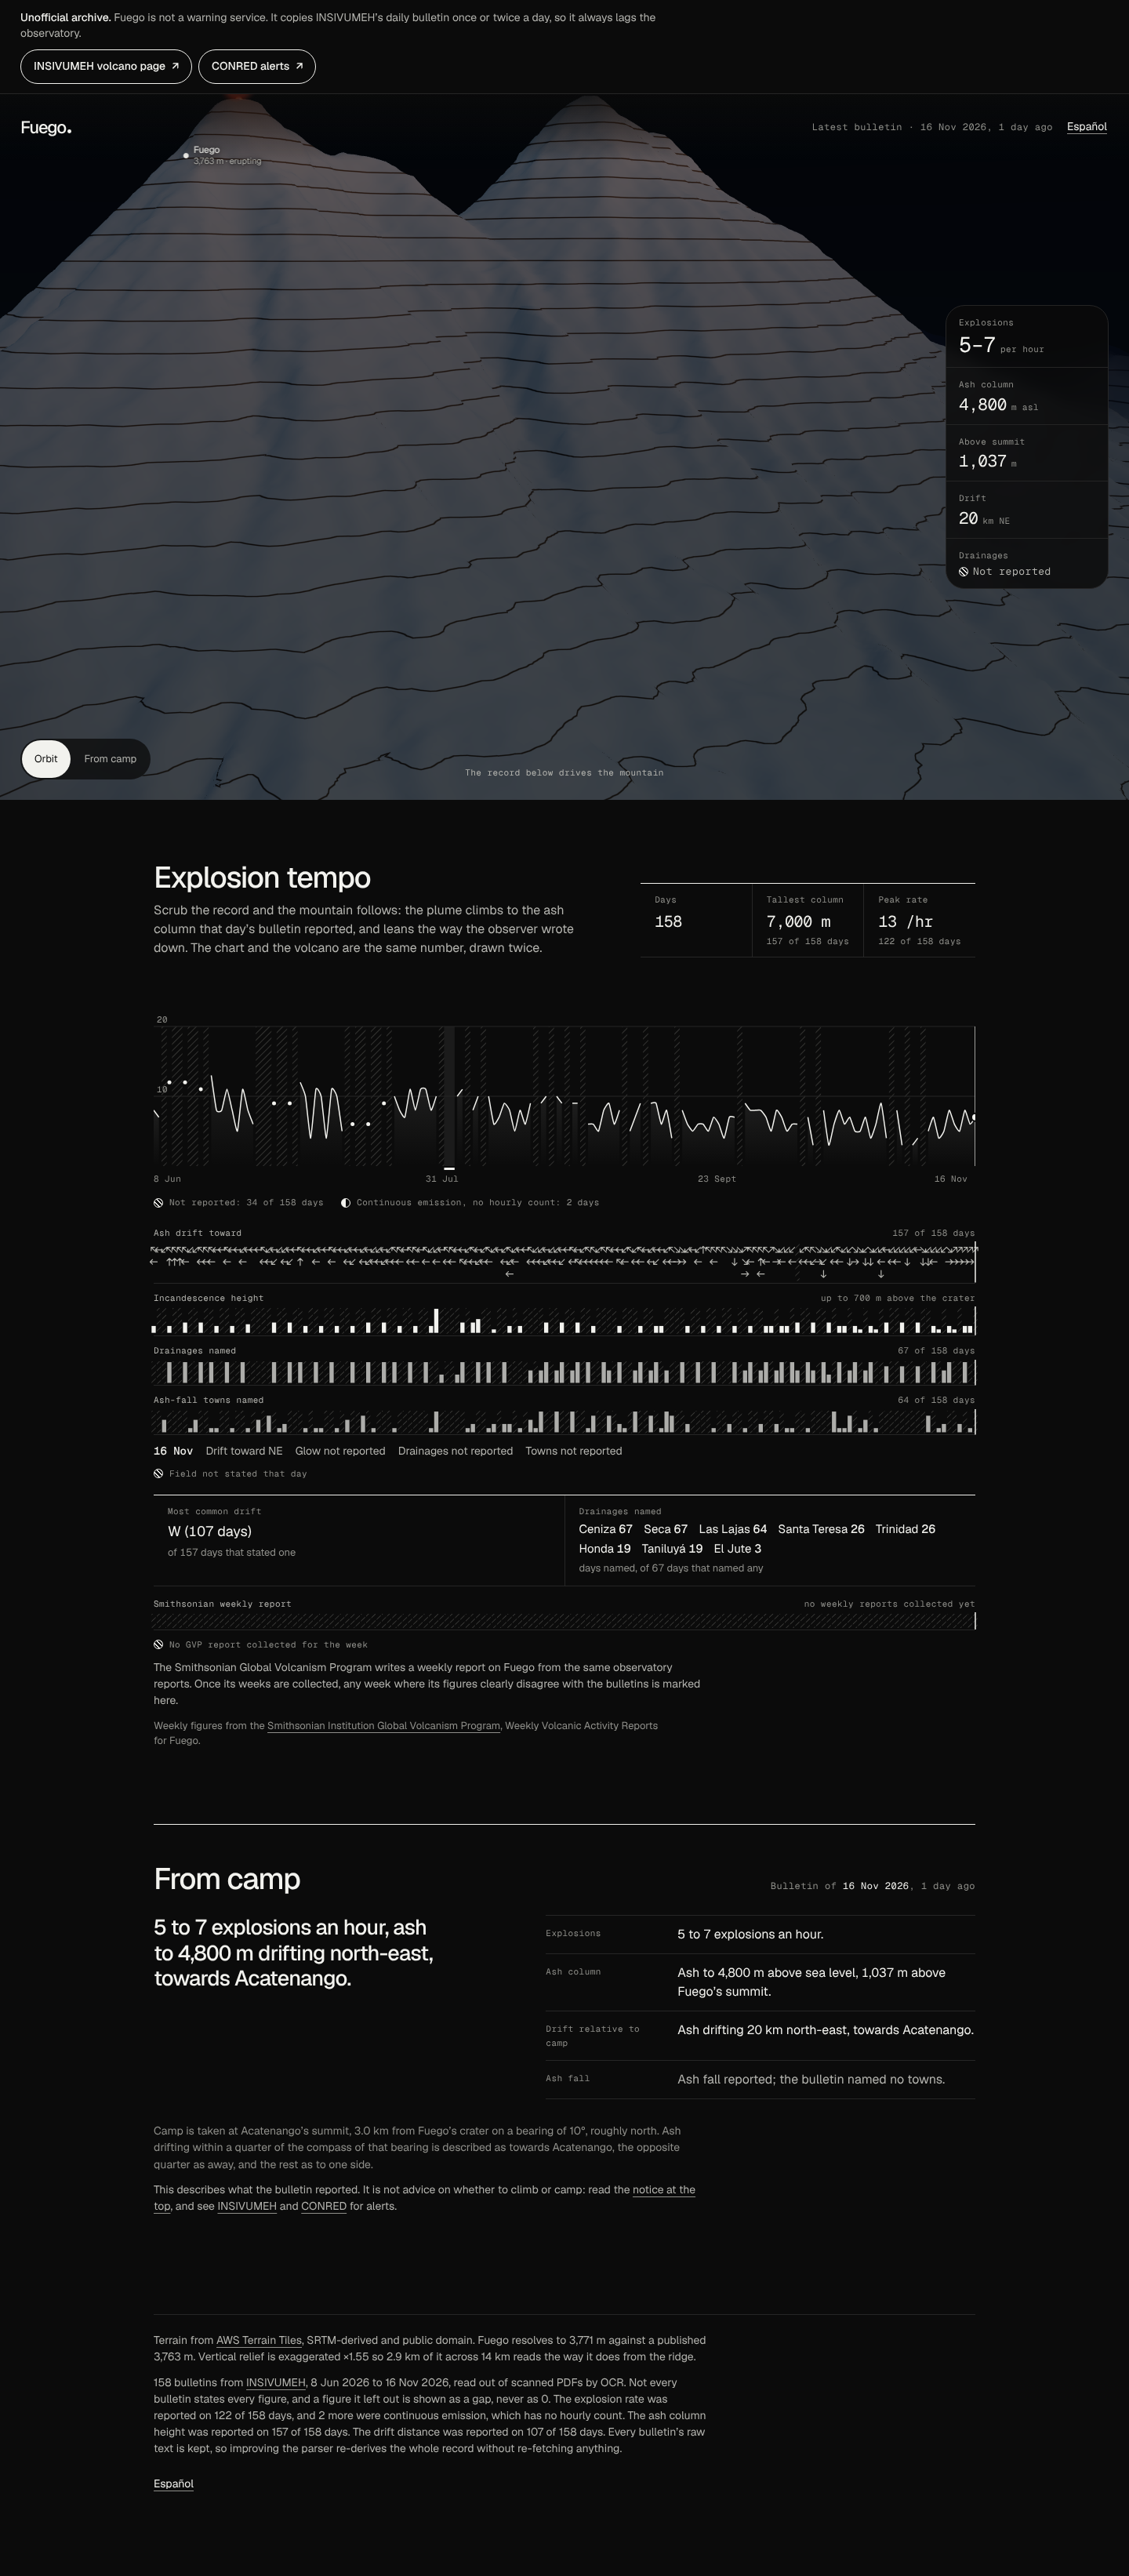 Unofficial archive. Fuego is not a warning service. It copies INSIVUMEH's daily bulletin once or twice a day, so it always lags the
observatory.
INSIVUMEH volcano page ↗ CONRED alerts ↗
Fuego.
Latest bulletin · 16 Nov 2026, 1 day ago Español
Fuego
3,763 m · erupting
Explosions
5–7 per hour
Ash column
4,800 m asl
Above summit
1,037 m
Drift
20 km NE
Drainages
Not reported
Orbit From camp
The record below drives the mountain
Explosion tempo
Scrub the record and the mountain follows: the plume climbs to the ash
column that day's bulletin reported, and leans the way the observer wrote
down. The chart and the volcano are the same number, drawn twice.
Days
158
Tallest column
7,000 m
157 of 158 days
Peak rate
13 /hr
122 of 158 days
20
10
8 Jun 31 Jul 23 Sept 16 Nov
Not reported: 34 of 158 days Continuous emission, no hourly count: 2 days
Ash drift toward 157 of 158 days
Incandescence height up to 700 m above the crater
Drainages named 67 of 158 days
Ash-fall towns named 64 of 158 days
16 Nov Drift toward NE Glow not reported Drainages not reported Towns not reported
Field not stated that day
Most common drift
W (107 days)
of 157 days that stated one
Drainages named
Ceniza 67 Seca 67 Las Lajas 64 Santa Teresa 26 Trinidad 26
Honda 19 Taniluyá 19 El Jute 3
days named, of 67 days that named any
Smithsonian weekly report no weekly reports collected yet
No GVP report collected for the week
The Smithsonian Global Volcanism Program writes a weekly report on Fuego from the same observatory
reports. Once its weeks are collected, any week where its figures clearly disagree with the bulletins is marked
here.
Weekly figures from the Smithsonian Institution Global Volcanism Program, Weekly Volcanic Activity Reports
for Fuego.
From camp
Bulletin of 16 Nov 2026, 1 day ago
5 to 7 explosions an hour, ash
to 4,800 m drifting north-east,
towards Acatenango.
Explosions 5 to 7 explosions an hour.
Ash column Ash to 4,800 m above sea level, 1,037 m above
Fuego's summit.
Drift relative to Ash drifting 20 km north-east, towards Acatenango.
camp
Ash fall Ash fall reported; the bulletin named no towns.
Camp is taken at Acatenango's summit, 3.0 km from Fuego's crater on a bearing of 10°, roughly north. Ash
drifting within a quarter of the compass of that bearing is described as towards Acatenango, the opposite
quarter as away, and the rest as to one side.
This describes what the bulletin reported. It is not advice on whether to climb or camp: read the notice at the
top, and see INSIVUMEH and CONRED for alerts.
Terrain from AWS Terrain Tiles, SRTM-derived and public domain. Fuego resolves to 3,771 m against a published
3,763 m. Vertical relief is exaggerated ×1.55 so 2.9 km of it across 14 km reads the way it does from the ridge.
158 bulletins from INSIVUMEH, 8 Jun 2026 to 16 Nov 2026, read out of scanned PDFs by OCR. Not every
bulletin states every figure, and a figure it left out is shown as a gap, never as 0. The explosion rate was
reported on 122 of 158 days, and 2 more were continuous emission, which has no hourly count. The ash column
height was reported on 157 of 158 days. The drift distance was reported on 107 of 158 days. Every bulletin's raw
text is kept, so improving the parser re-derives the whole record without re-fetching anything.
Español